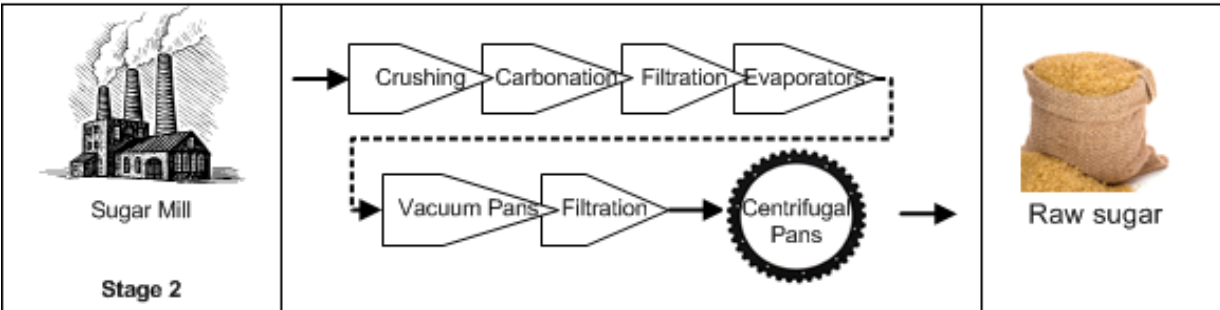 Sugar Mill
Stage 2
Crushing
Carbonation
Filtration
Evaporators
Vacuum Pans
Filtration
Centrifugal
Pans
Raw sugar